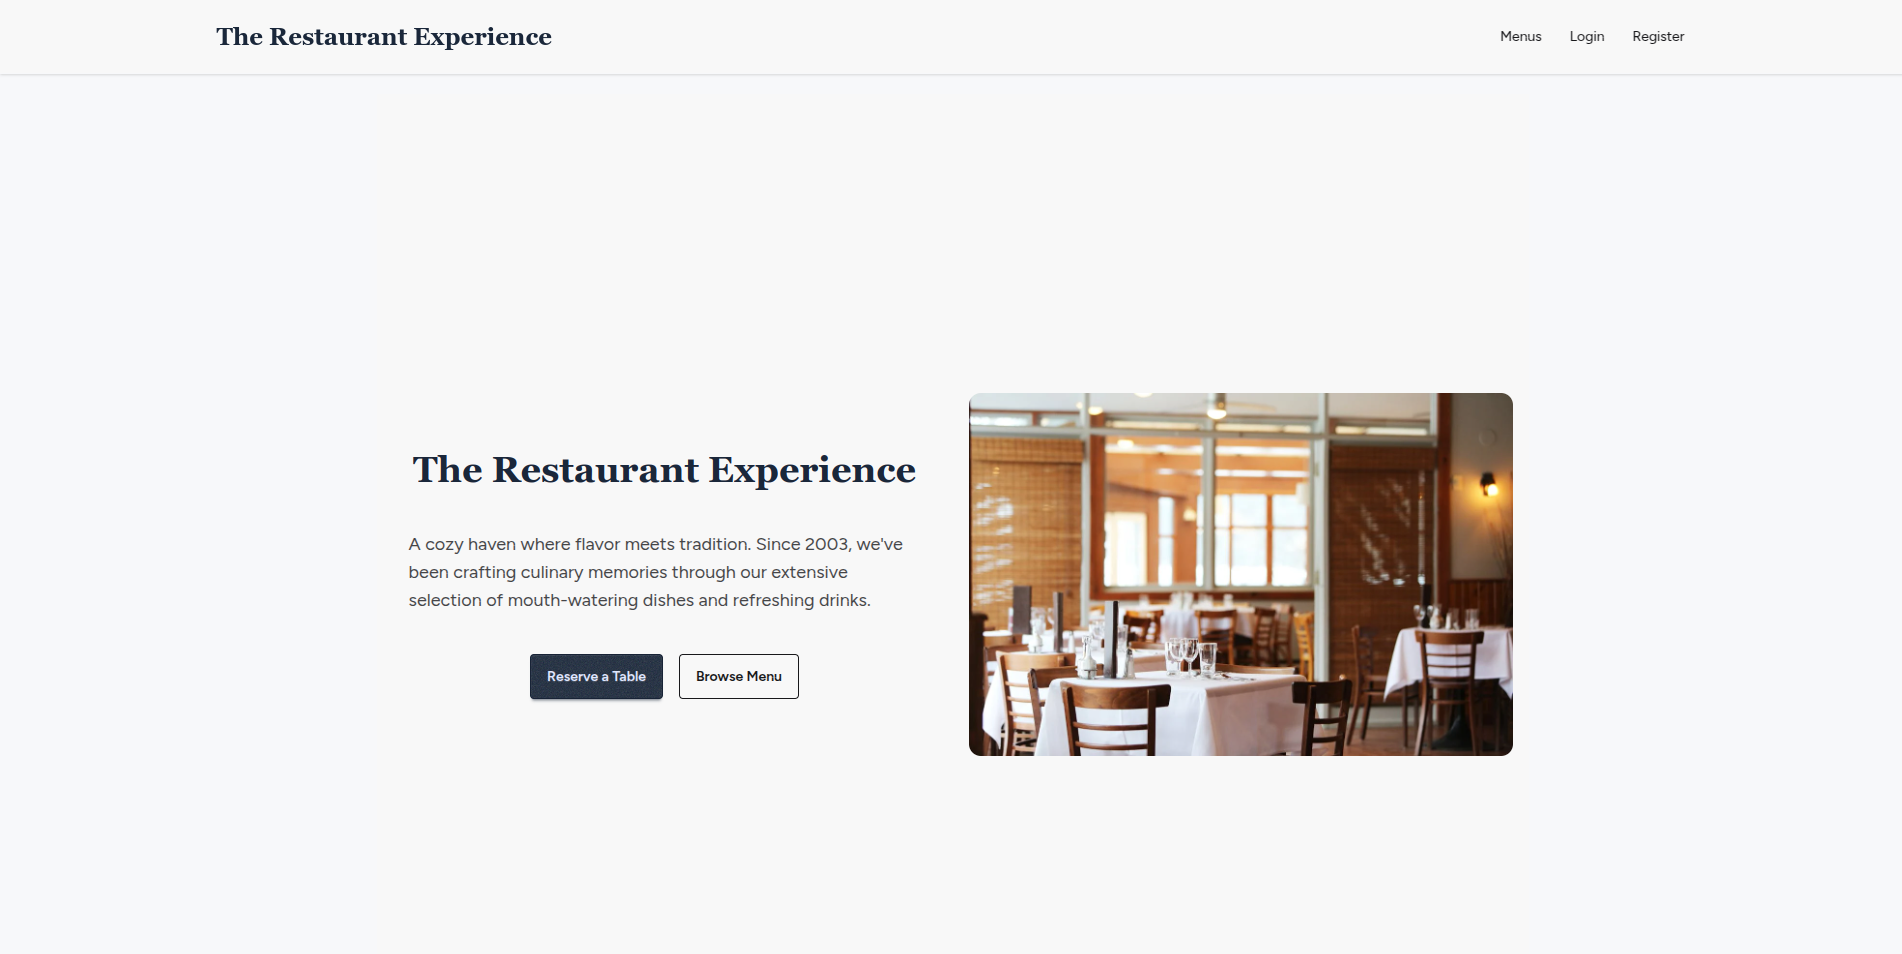 The Restaurant Experience
Menus Login Register
The Restaurant Experience
A cozy haven where flavor meets tradition. Since 2003, we've
been crafting culinary memories through our extensive
selection of mouth-watering dishes and refreshing drinks.
Reserve a Table Browse Menu